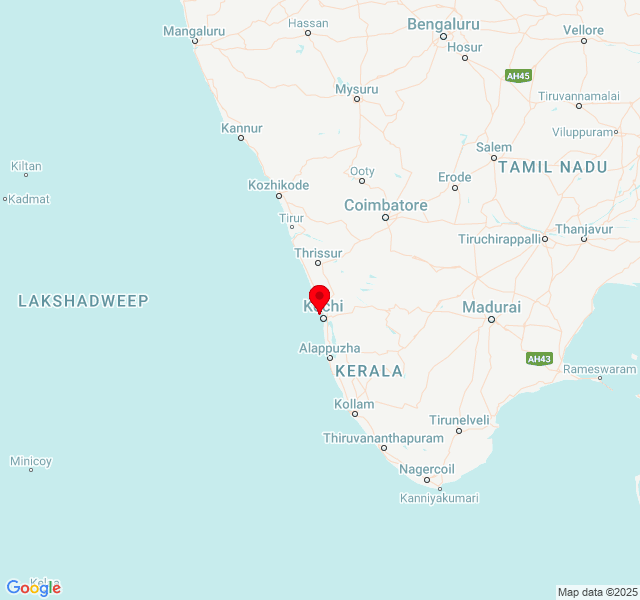 Hassan
Bengaluru
Mangaluru
Vellore
Hosur
AH45
Mysuru
Tiruvannamalai
Kannur
Viluppuram
Salem
Kiltan
TAMIL NADU
Ooty
Kozhikode
Erode
Kadmat
Coimbatore
Tirur
Thanjavur
Tiruchirappalli
Thrissur
LAKSHADWEEP
Kochi
Madurai
Alappuzha
AH43
KERALA
Rameswaram
Kollam
Tirunelveli
Thiruvananthapuram
Minicoy
Nagercoil
Kanniyakumari
Google
Map data ©2025